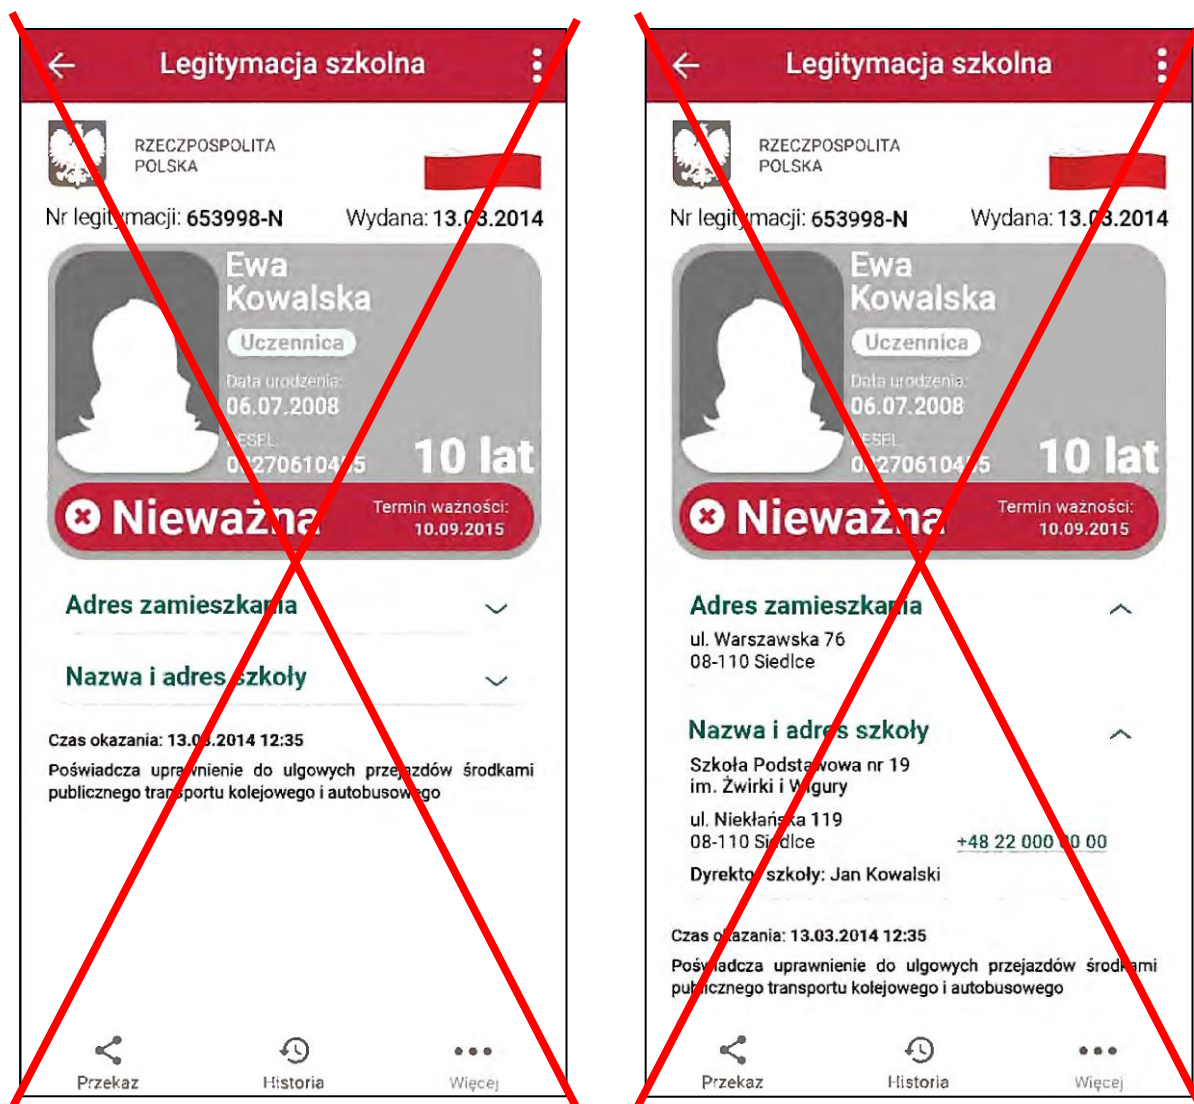 Legitymacja szkolna
RZECZPOSPOLITA
POLSKA
Nr legitymacji: 653998-N
Wydana: 13.03.2014
Ewa
Kowalska
Uczennica
Data urodzenia:
06.07.2008
PESEL:
10 lat
Nieważna
Termin ważności:
10.09.2015
Adres zamieszkania
Nazwa i adres szkoły
Czas okazania: 13.03.2014 12:35
Poświadcza uprawnienie do ulgowych przejazdów środkami
publicznego transportu kolejowego i autobusowego
Przekaz
Historia
Więcej
Legitymacja szkolna
RZECZPOSPOLITA
POLSKA
Nr legitymacji: 653998-N
Wydana: 13.03.2014
Ewa
Kowalska
Uczennica
Data urodzenia:
06.07.2008
PESEL:
10 lat
Nieważna
Termin ważności:
10.09.2015
Adres zamieszkania
ul. Warszawska 76
08-110 Siedlce
Nazwa i adres szkoły
Szkoła Podstawowa nr 19
im. Żwirki i Wigury
ul. Niekłańska 119
08-110 Siedlce
+48 22 000 00 00
Dyrektor szkoły: Jan Kowalski
Czas okazania: 13.03.2014 12:35
Poświadcza uprawnienie do ulgowych przejazdów środkami
publicznego transportu kolejowego i autobusowego
Przekaz
Historia
Więcej